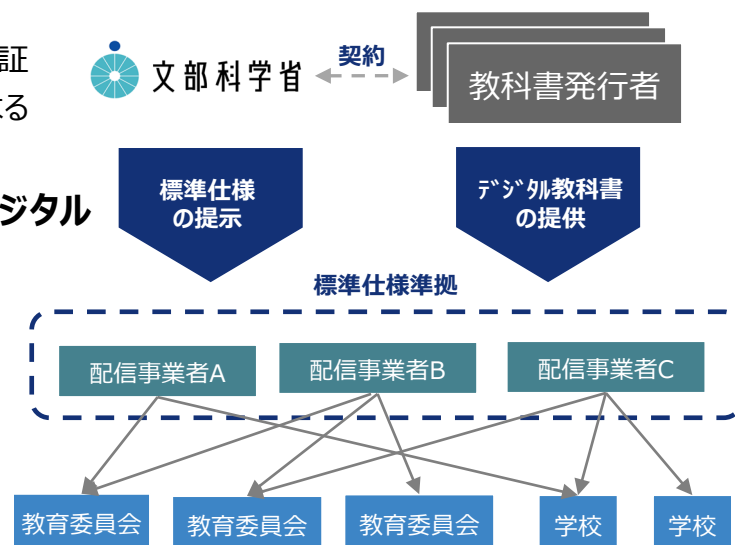 証
契約
文部科学省
教科書発行者
る
標準仕様
の提示
ﾃﾞｼﾞﾀﾙ教科書
の提供
ジタル
標準仕様準拠
配信事業者A
配信事業者B
配信事業者C
教育委員会
教育委員会
教育委員会
学校
学校